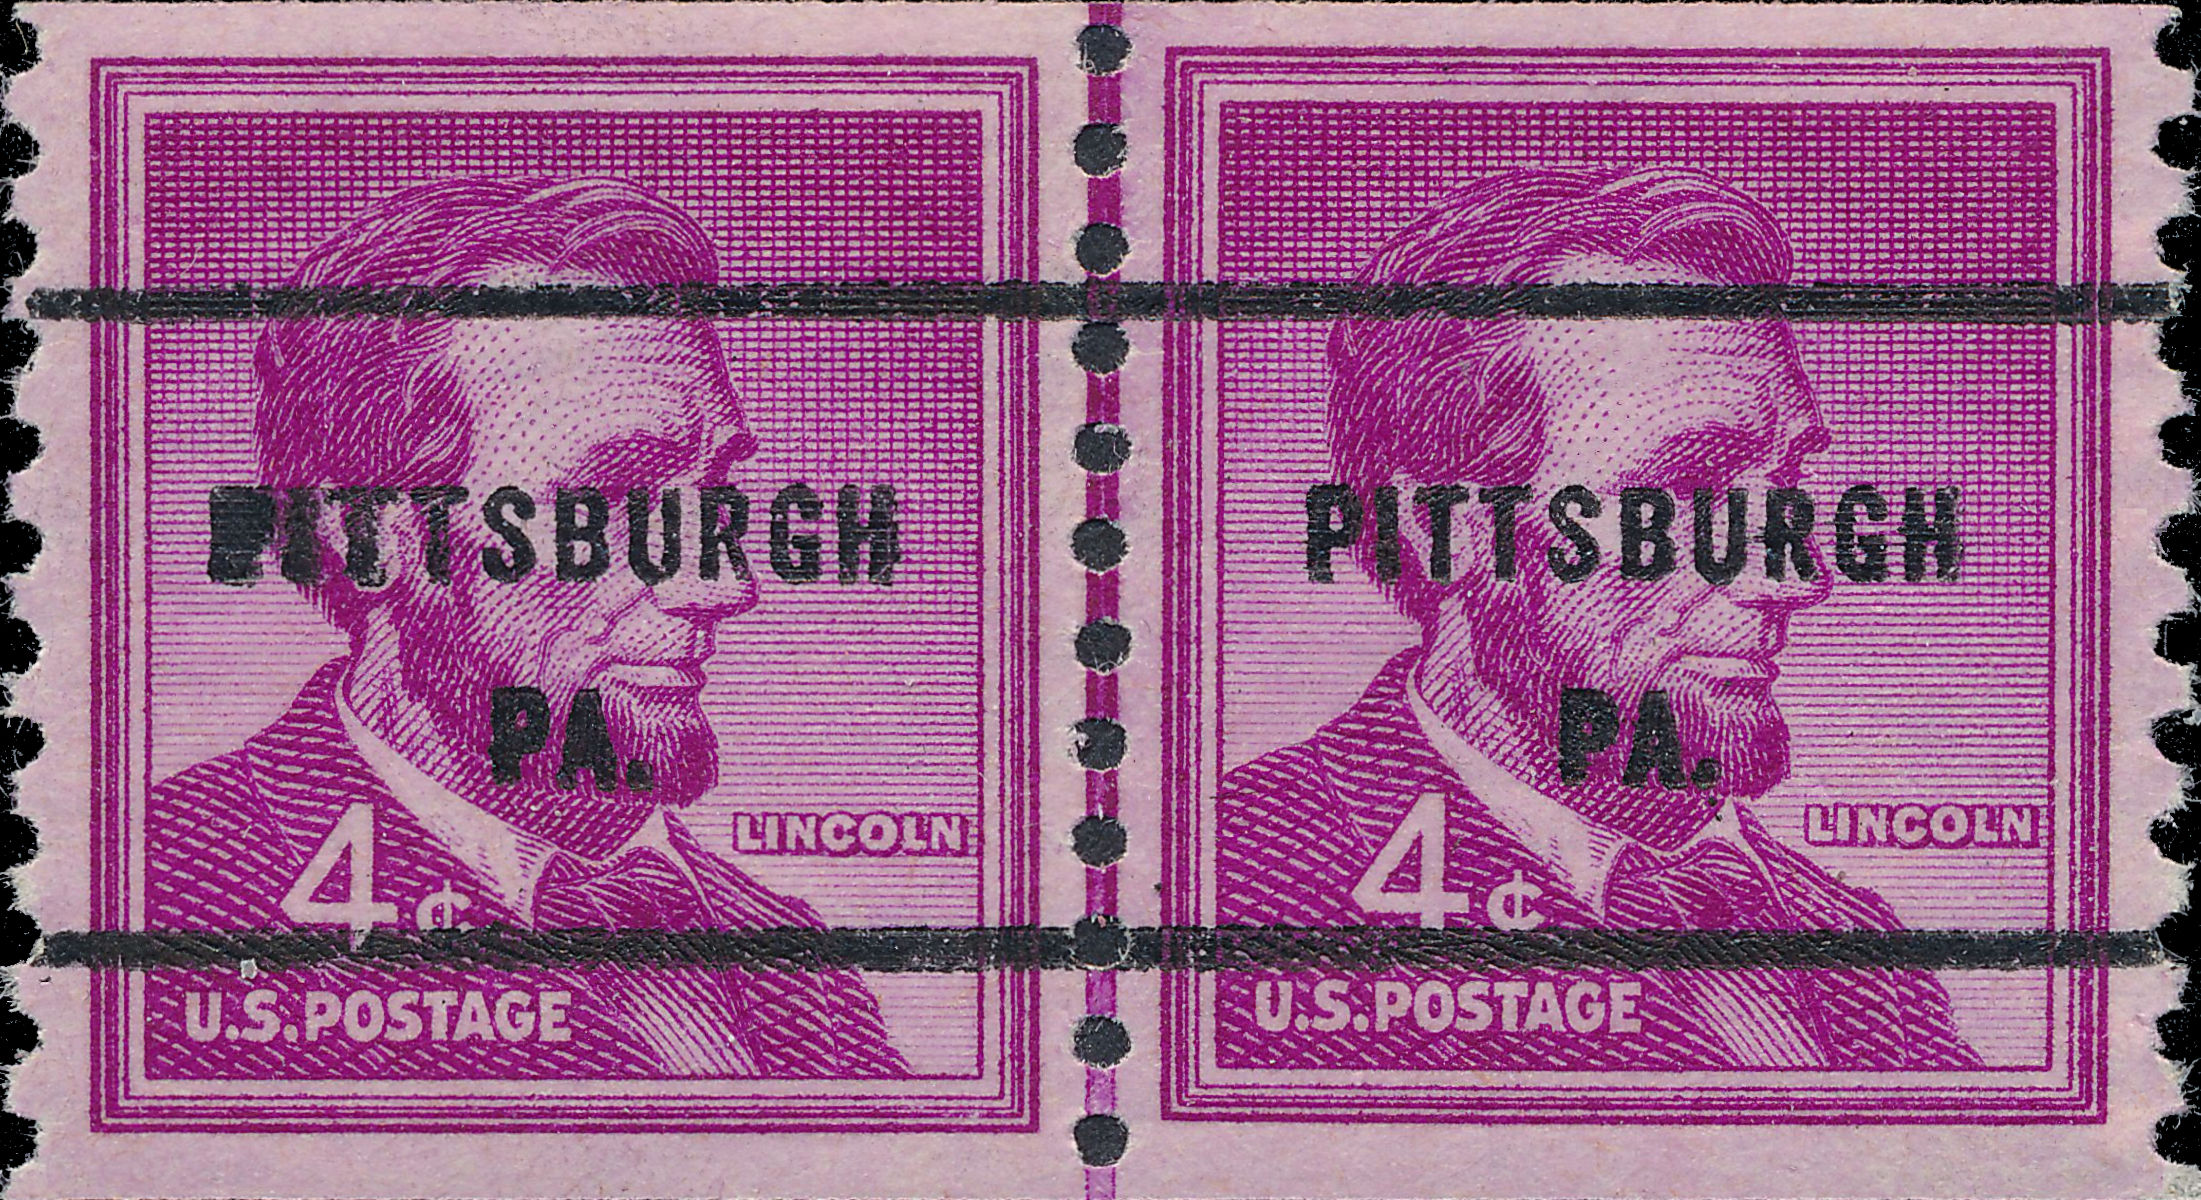 PITTSBURGH
PA.
LINCOLN
4¢
U.S.POSTAGE
PITTSBURGH
PA.
LINCOLN
4¢
U.S.POSTAGE